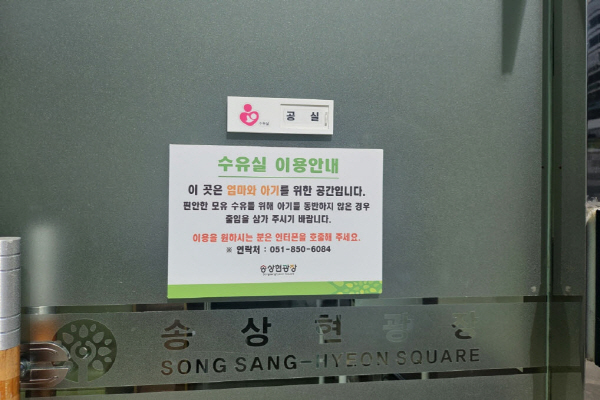 수유실
공 실
수유실 이용안내
이 곳은 엄마와 아기를 위한 공간입니다.
편안한 모유 수유를 위해 아기를 동반하지 않은 경우
출입을 삼가 주시기 바랍니다.
이용을 원하시는 분은 인터폰을 호출해 주세요.
※ 연락처 : 051-850-6084
송상현광장
송 상 현 광 장
SONG SANG-HYEON SQUARE